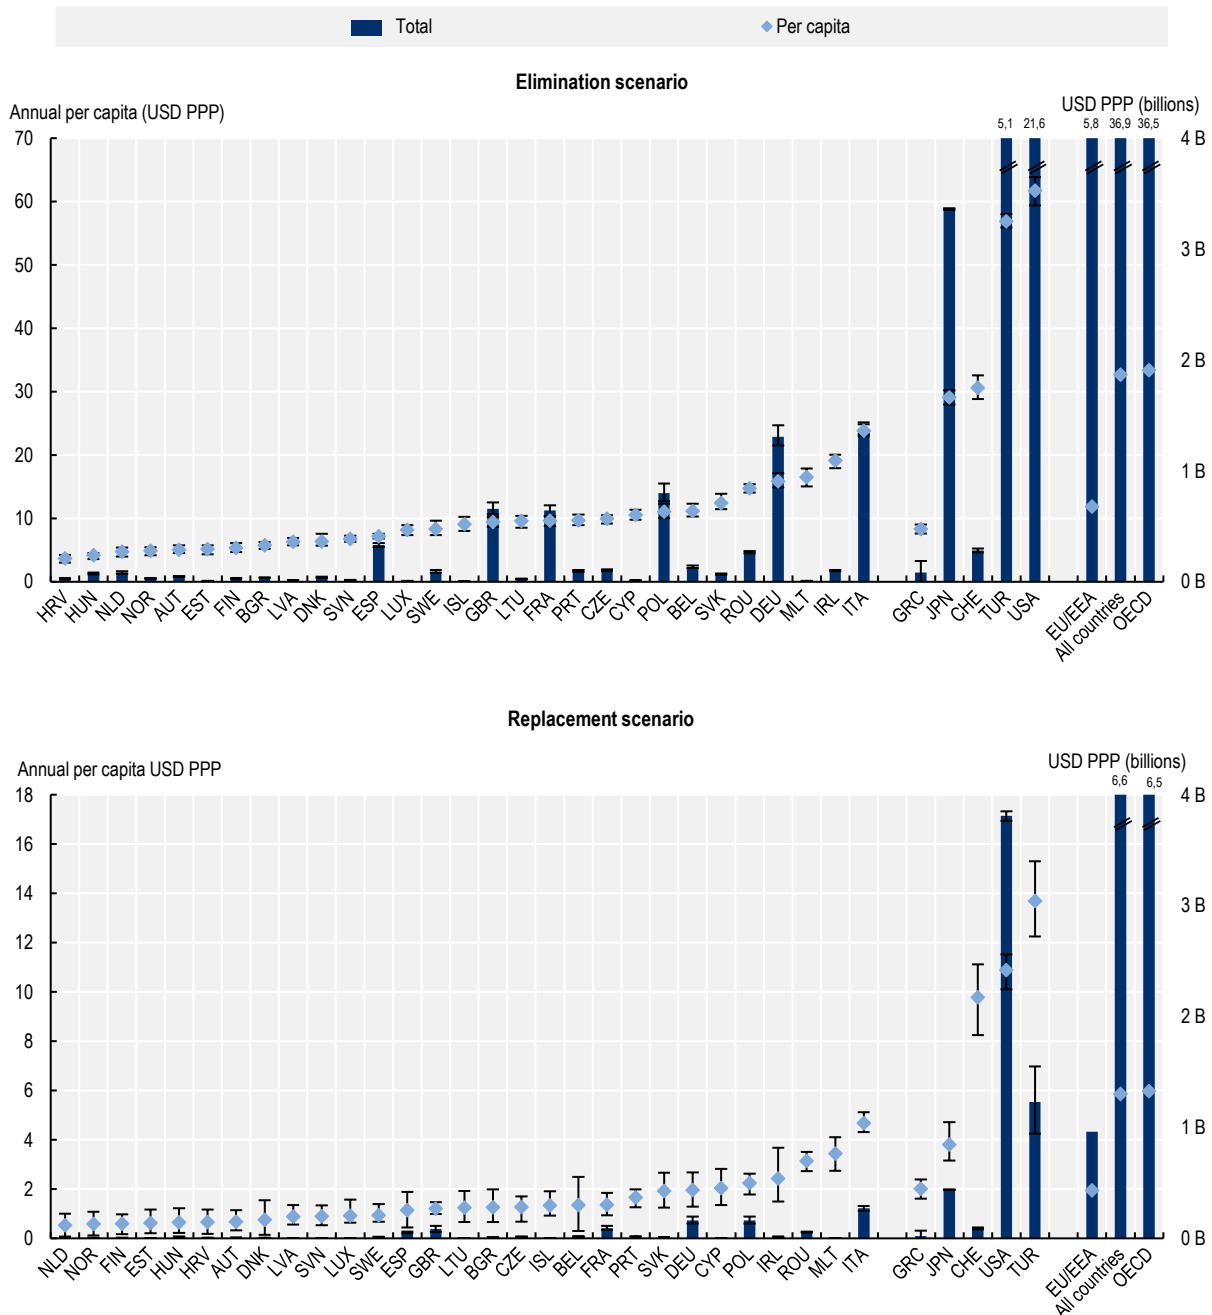 Total
Per capita
Elimination scenario
Annual per capita (USD PPP)
USD PPP (billions)
5,1 21,6 5,8 36,9 36,5
70
60
50
40
30
20
10
0
4 B
3 B
2 B
1 B
0 B
HRV HUN NLD NOR AUT EST FIN BGR LVA DNK SVN ESP LUX SWE ISL GBR LTU FRA PRT CZE CYP POL BEL SVK ROU DEU MLT IRL ITA GRC JPN CHE TUR USA EU/EEA All countries OECD
Replacement scenario
Annual per capita USD PPP
USD PPP (billions)
6,6 6,5
18
16
14
12
10
8
6
4
2
0
4 B
3 B
2 B
1 B
0 B
NLD NOR FIN EST HUN HRV AUT DNK LVA SVN LUX SWE ESP GBR LTU BGR CZE ISL BEL FRA PRT SVK DEU CYP POL IRL ROU MLT ITA GRC JPN CHE USA TUR EU/EEA All countries OECD